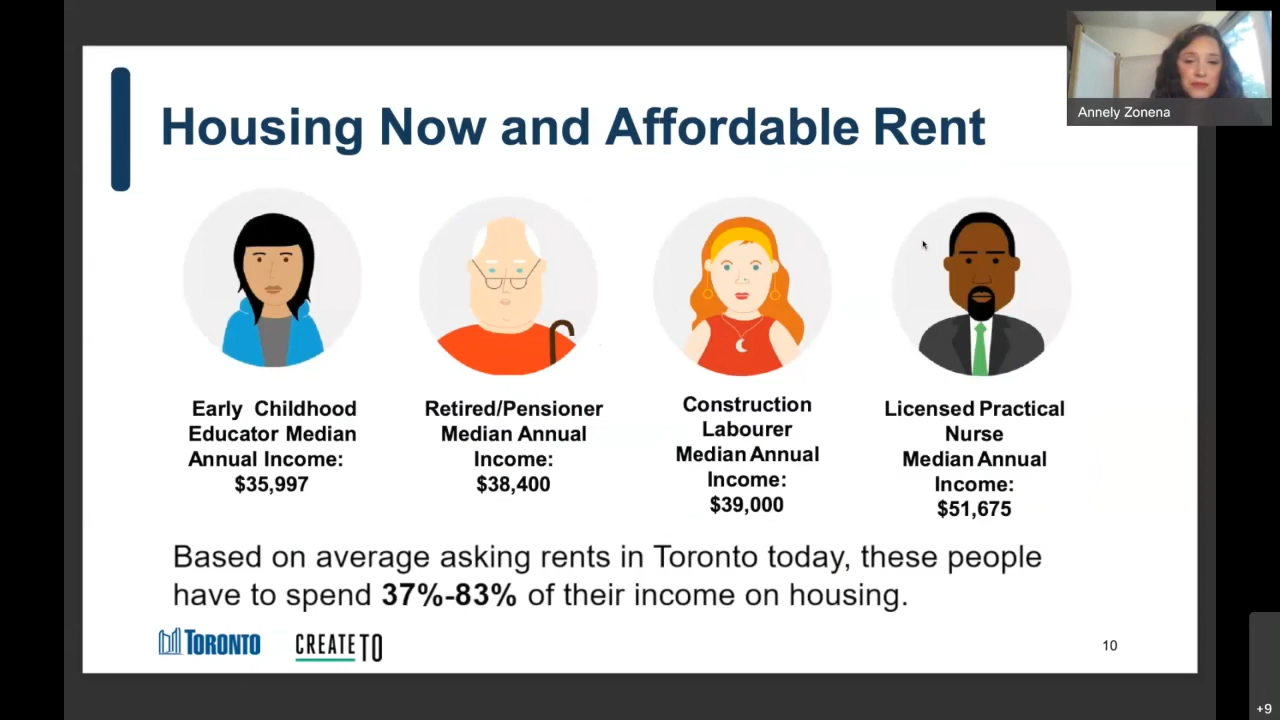 Housing Now and Affordable Rent
Annely Zonena
Early Childhood
Educator Median
Annual Income:
$35,997
Retired/Pensioner
Median Annual
Income:
$38,400
Construction
Labourer
Median Annual
Income:
$39,000
Licensed Practical
Nurse
Median Annual
Income:
$51,675
Based on average asking rents in Toronto today, these people
have to spend 37%-83% of their income on housing.
TORONTO
CREATETO
10
+9